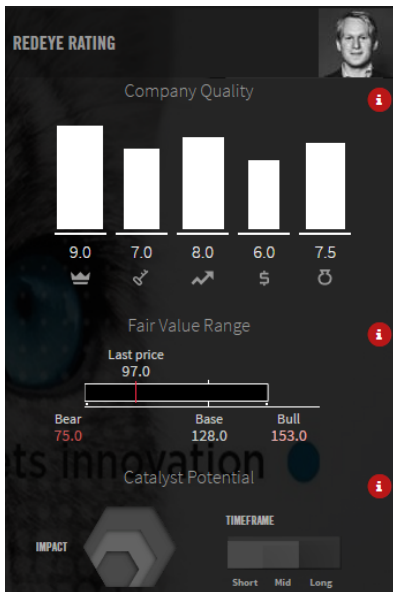 REDEYE RATING
Company Quality
9.0 7.0 8.0 6.0 7.5
$
Fair Value Range
Last price
97.0
Bear Base Bull
75.0 128.0 153.0
ets innovation
Catalyst Potential
IMPACT
TIMEFRAME
Short Mid Long